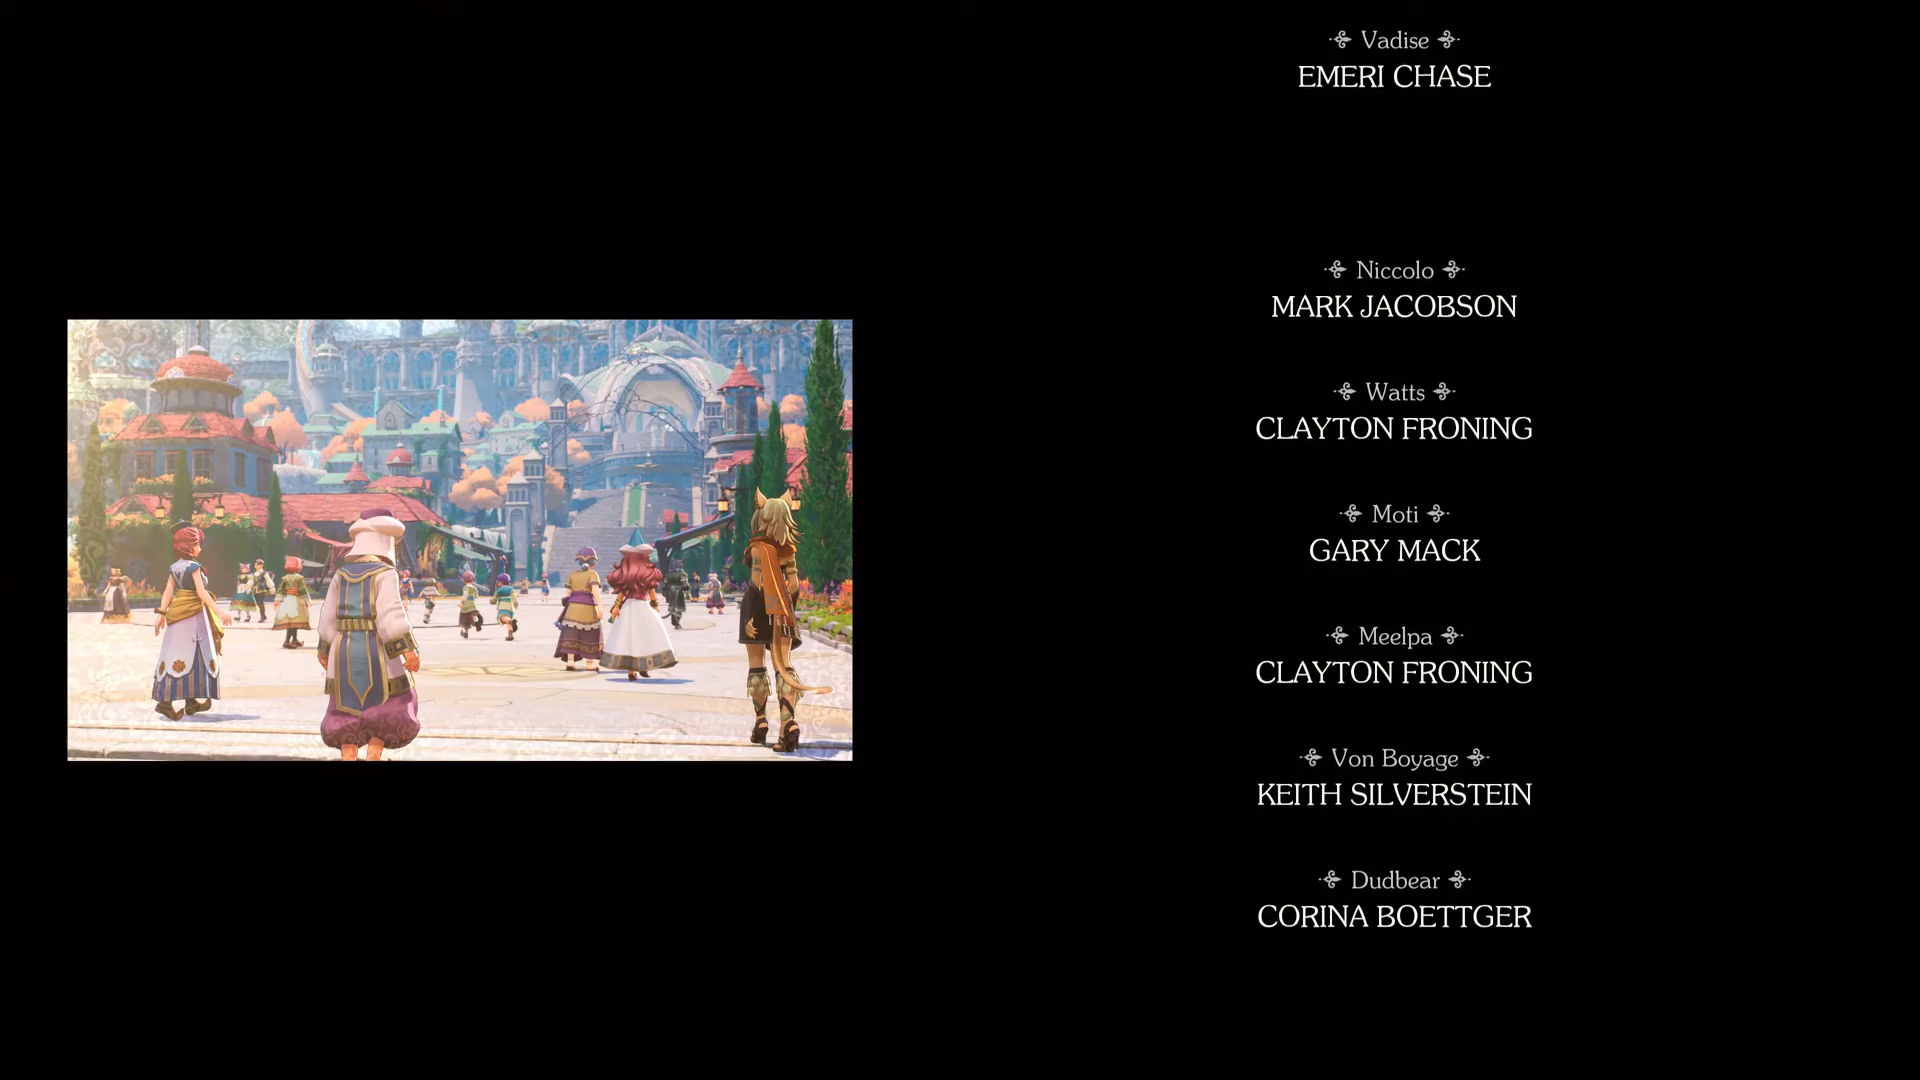 Vadise
EMERI CHASE
Niccolo
MARK JACOBSON
Watts
CLAYTON FRONING
Moti
GARY MACK
Meelpa
CLAYTON FRONING
Von Boyage
KEITH SILVERSTEIN
Dudbear
CORINA BOETTGER